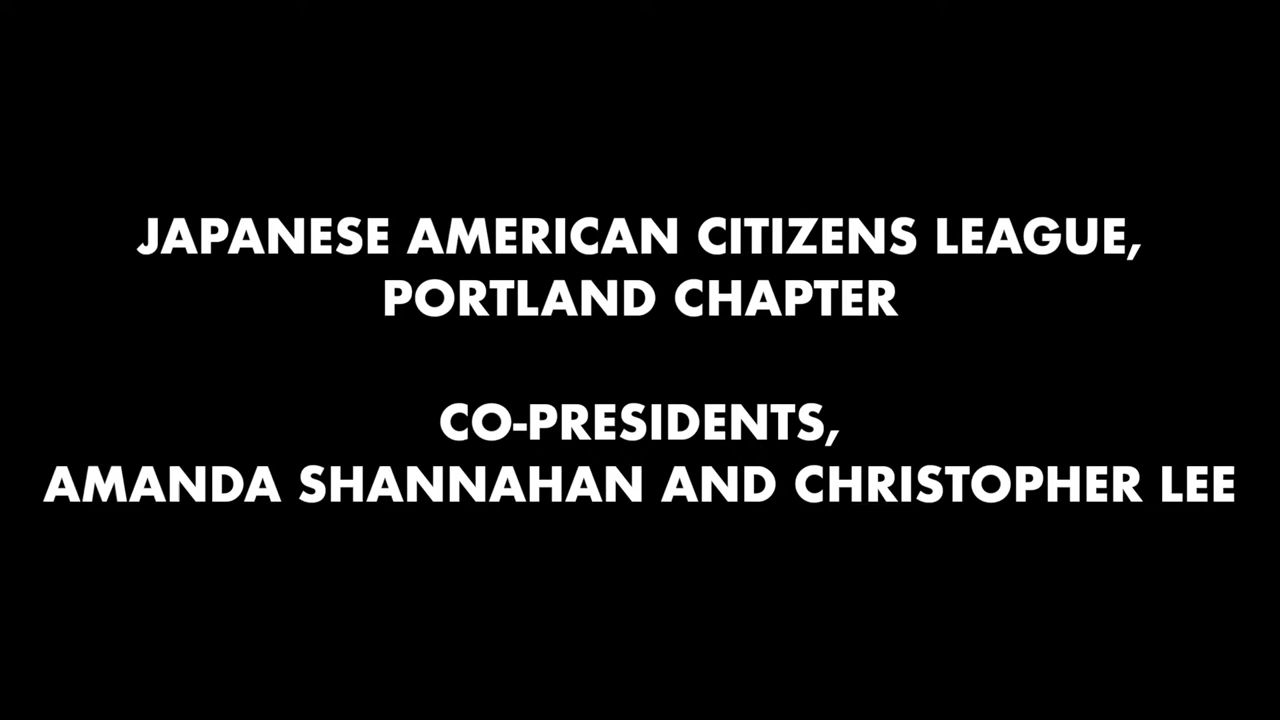 JAPANESE AMERICAN CITIZENS LEAGUE,
PORTLAND CHAPTER
CO-PRESIDENTS,
AMANDA SHANNAHAN AND CHRISTOPHER LEE